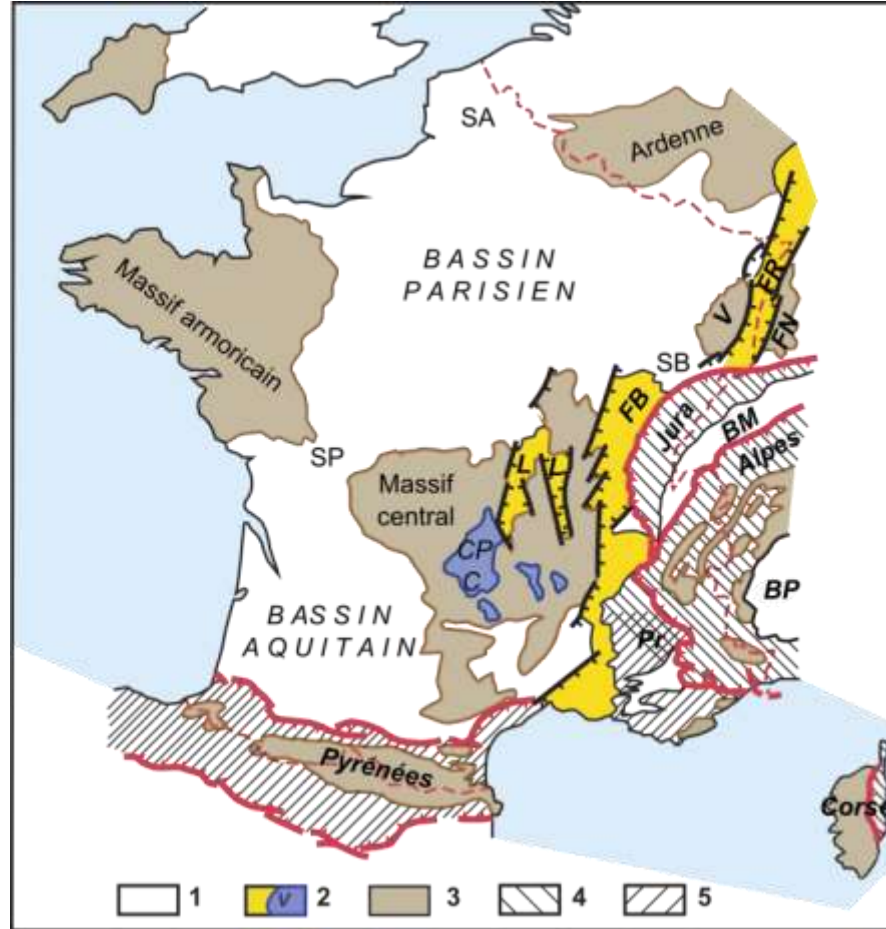 SA
Ardenne
BASSIN
PARISIEN
Massif armoricain
V
FR
FN
SB
FB
Jura
BM
Alpes
SP
L
L
Massif
central
CP
C
BP
BASSIN
AQUITAIN
Pr
Pyrénées
Corse
1
v
2
3
4
5